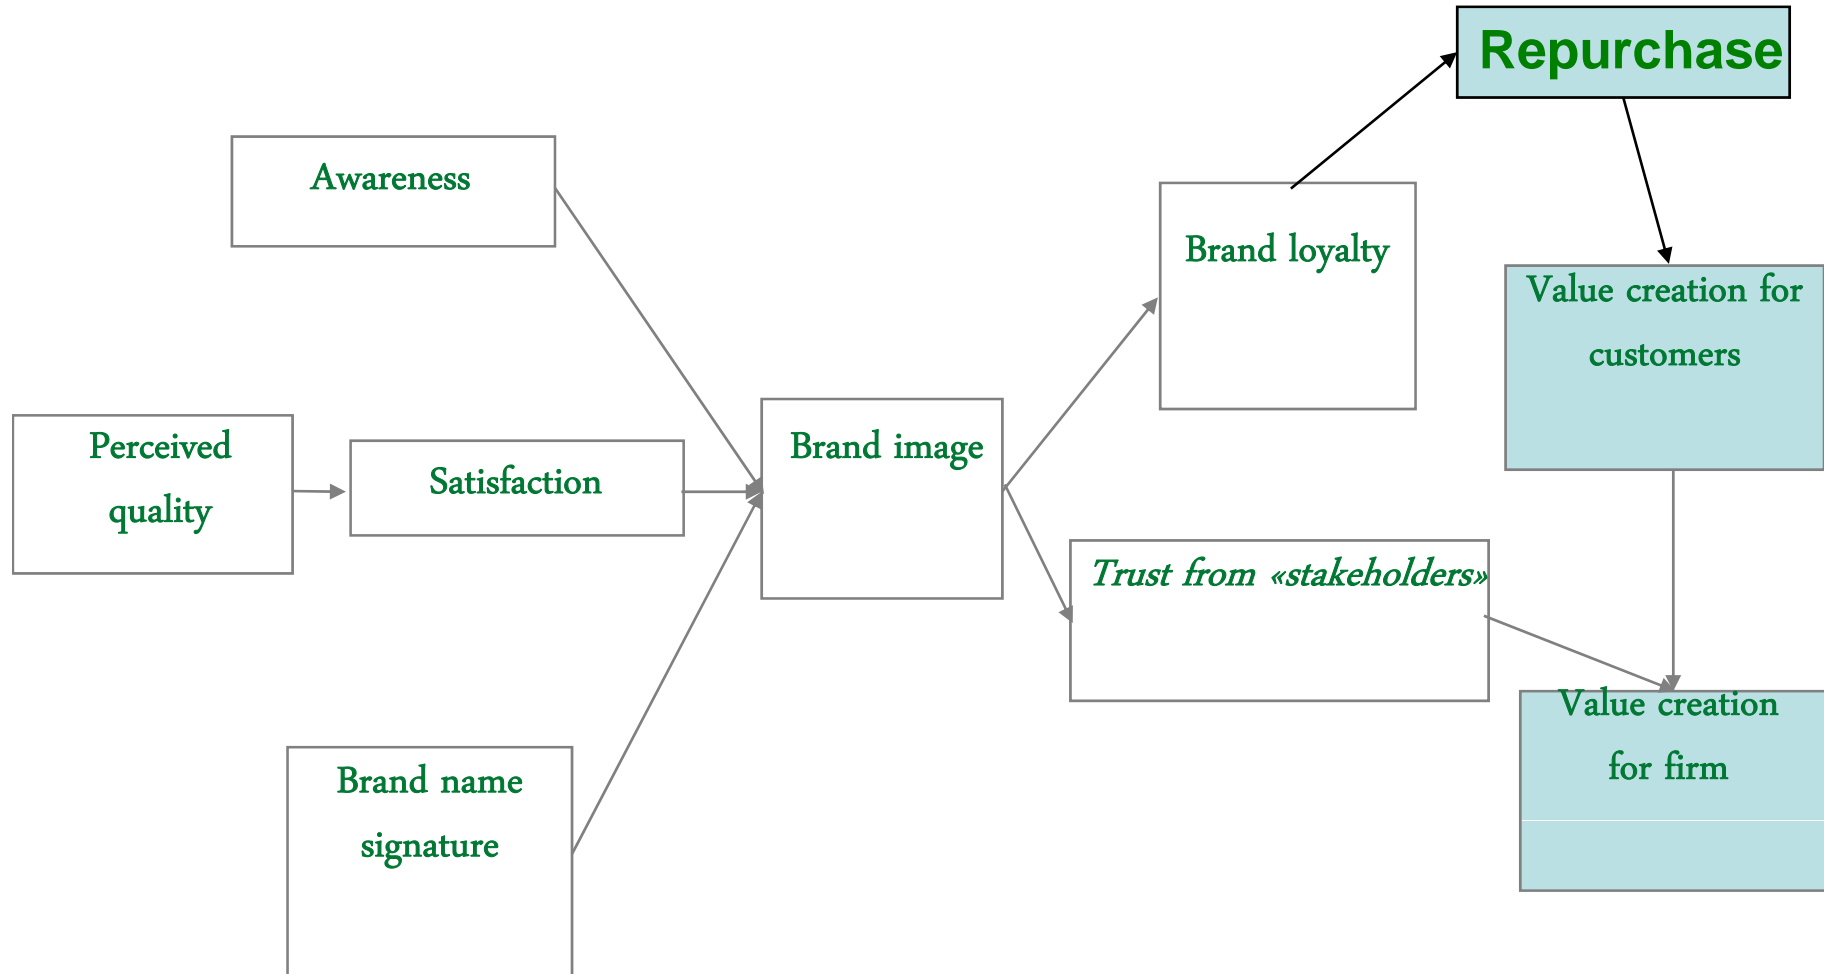 Repurchase
Awareness
Brand loyalty
Value creation for
customers
Perceived
quality
Satisfaction
Brand image
Trust from «stakeholders»
Value creation
for firm
Brand name
signature